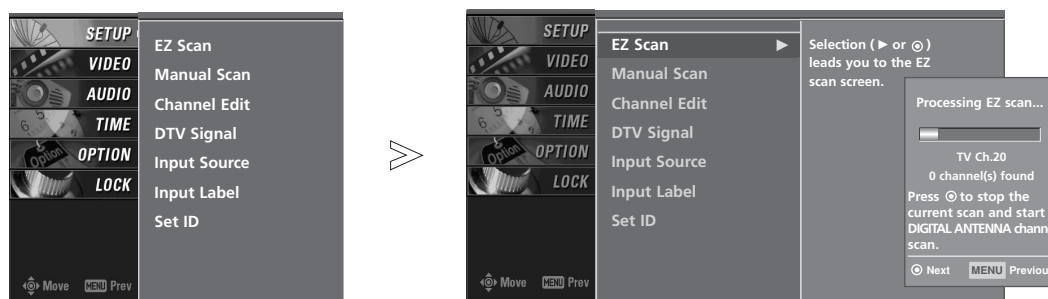 SETUP
VIDEO
AUDIO
TIME
OPTION
LOCK
Move MENU Prev
EZ Scan
Manual Scan
Channel Edit
DTV Signal
Input Source
Input Label
Set ID
SETUP
VIDEO
AUDIO
TIME
OPTION
LOCK
Move MENU Prev
EZ Scan ►
Manual Scan
Channel Edit
DTV Signal
Input Source
Input Label
Set ID
Selection ( ► or ◉ )
leads you to the EZ
scan screen.
Processing EZ scan...
TV Ch.20
0 channel(s) found
Press ◉ to stop the
current scan and start
DIGITAL ANTENNA chann
scan.
◉ Next MENU Previou